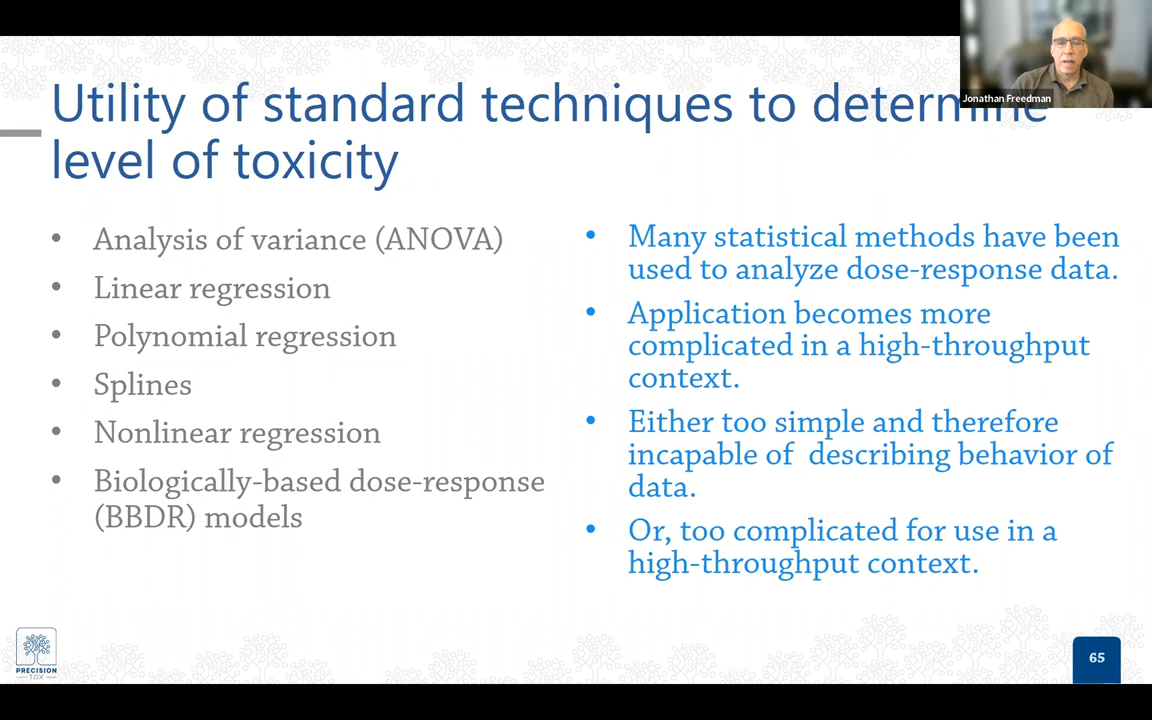 Utility of standard techniques to determine
level of toxicity
Jonathan Freedman
• Analysis of variance (ANOVA)
• Linear regression
• Polynomial regression
• Splines
• Nonlinear regression
• Biologically-based dose-response
(BBDR) models
• Many statistical methods have been
used to analyze dose-response data.
• Application becomes more
complicated in a high-throughput
context.
• Either too simple and therefore
incapable of  describing behavior of
data.
• Or, too complicated for use in a
high-throughput context.
PRECISION
TOX
65